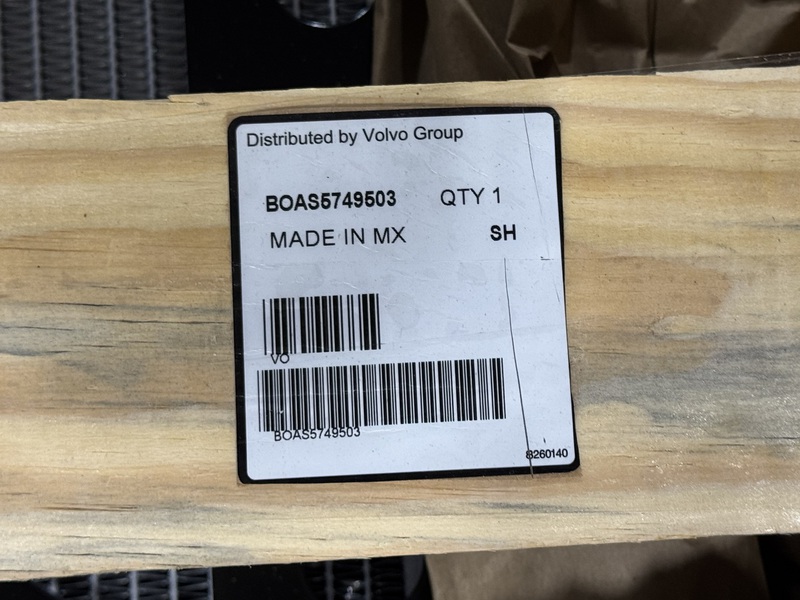 Distributed by Volvo Group
BOAS5749503 QTY 1
MADE IN MX SH
VO
BOAS5749503
8260140